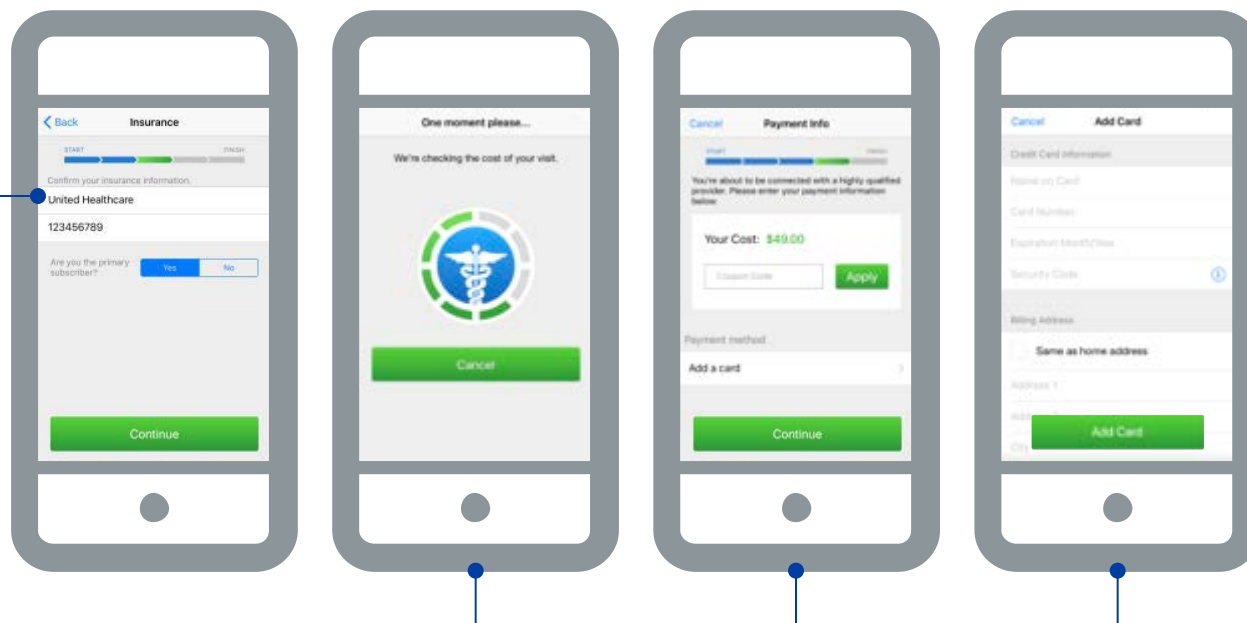 Back
Insurance
START
FINISH
Confirm your insurance information.
United Healthcare
123456789
Are you the primary
subscriber?
Yes
No
Continue
One moment please...
We're checking the cost of your visit.
Cancel
Cancel
Payment Info
START
FINISH
You're about to be connected with a highly qualified
provider. Please enter your payment information
below.
Your Cost: $49.00
Coupon Code
Apply
Payment method
Add a card
Continue
Cancel
Add Card
Credit Card Information
Name on Card
Card Number
Expiration Month/Year
Security Code
Billing Address
Same as home address
Address 1
Add Card
City